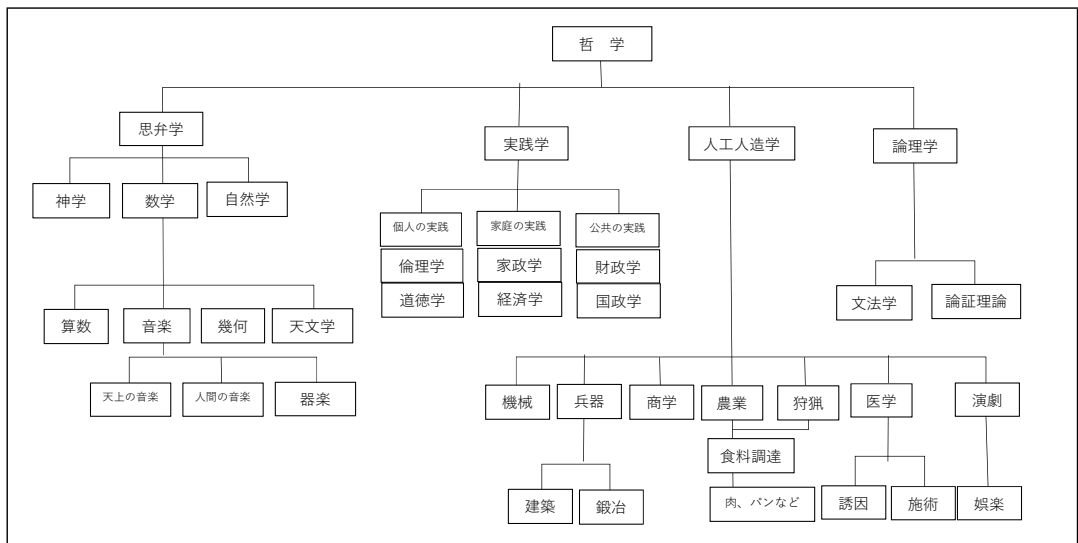 哲　学
思弁学
実践学
人工人造学
論理学
神学
数学
自然学
個人の実践
家庭の実践
公共の実践
倫理学
家政学
財政学
道徳学
経済学
国政学
文法学
論証理論
算数
音楽
幾何
天文学
天上の音楽
人間の音楽
器楽
機械
兵器
商学
農業
狩猟
医学
演劇
食料調達
建築
鍛冶
肉、パンなど
誘因
施術
娯楽